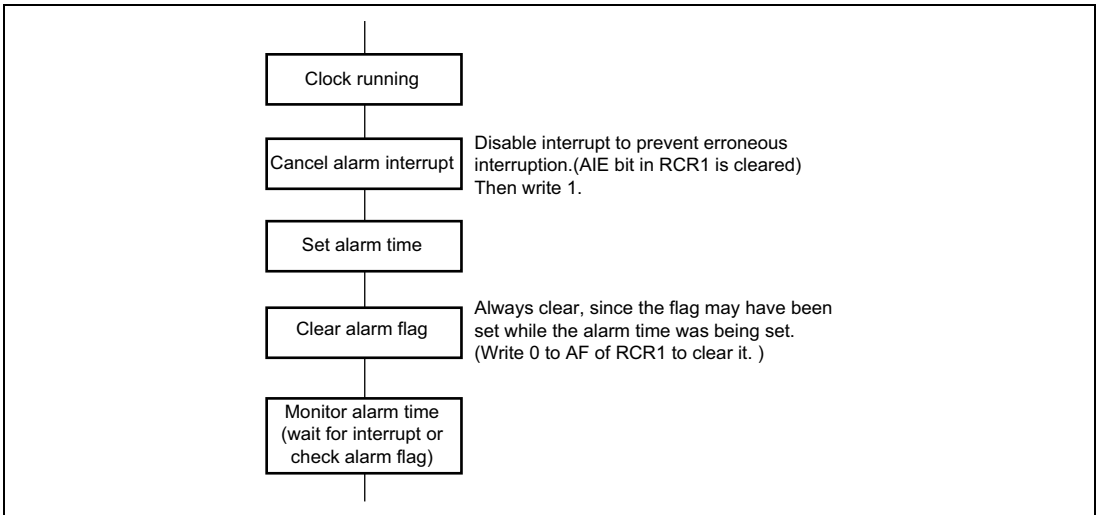 Clock running
Cancel alarm interrupt
Disable interrupt to prevent erroneous
interruption.(AIE bit in RCR1 is cleared)
Then write 1.
Set alarm time
Clear alarm flag
Always clear, since the flag may have been
set while the alarm time was being set.
(Write 0 to AF of RCR1 to clear it. )
Monitor alarm time
(wait for interrupt or
check alarm flag)